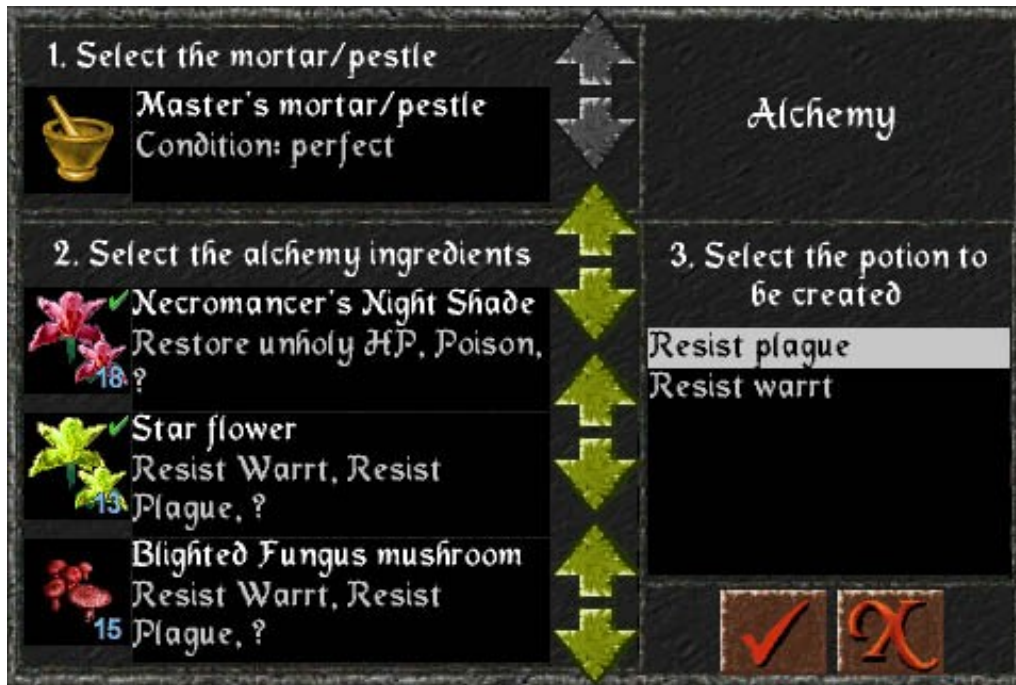 1. Select the mortar/pestle
Master's mortar/pestle
Condition: perfect
Alchemy
2. Select the alchemy ingredients
Necromancer's Night Shade
Restore unholy HP, Poison,
?
18
Star flower
Resist Warrt, Resist
Plague, ?
13
Blighted Fungus mushroom
Resist Warrt, Resist
Plague, ?
15
3. Select the potion to
be created
Resist plague
Resist warrt